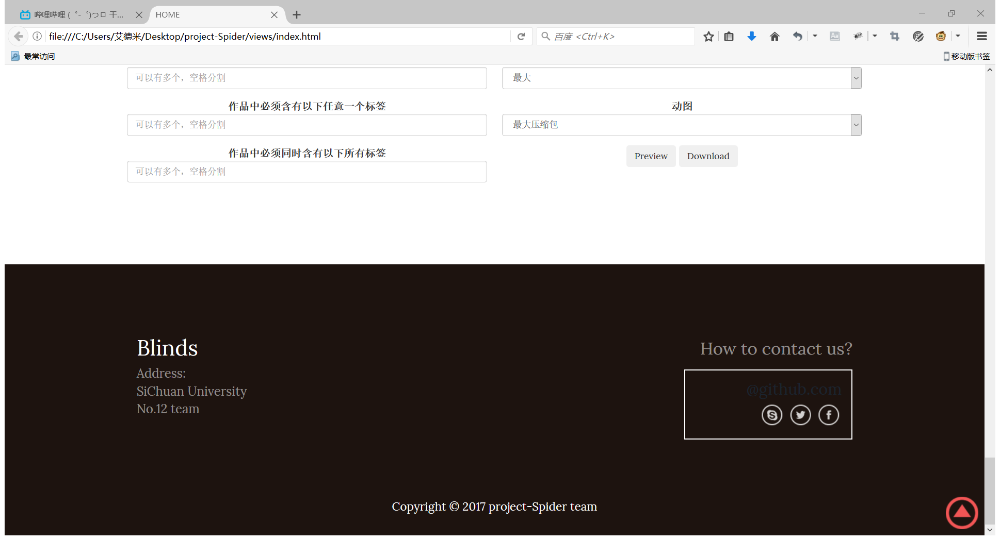 哔哩哔哩 (゜-゜)つロ 干...
HOME
file:///C:/Users/艾德米/Desktop/project-Spider/views/index.html
百度 <Ctrl+K>
最常访问
移动版书签
可以有多个，空格分割
最大
作品中必须含有以下任意一个标签
动图
可以有多个，空格分割
最大压缩包
作品中必须同时含有以下所有标签
Preview
Download
可以有多个，空格分割
Blinds
Address:
SiChuan University
No.12 team
How to contact us?
@github.com
Copyright © 2017 project-Spider team